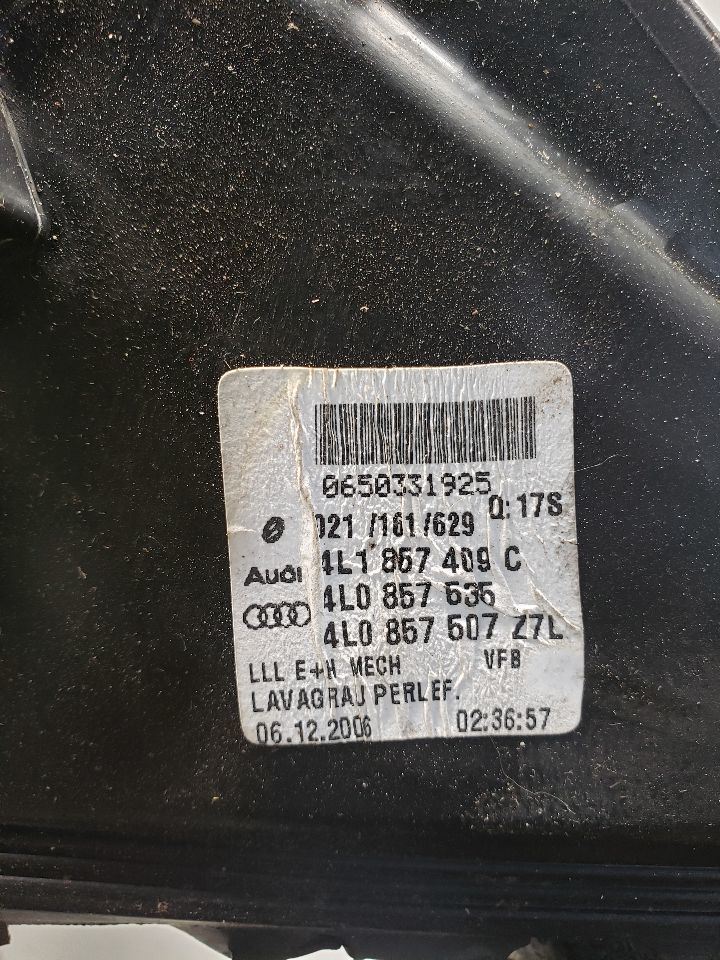 0650331925
021 /161/629 Q:17S
4L1 857 409 C
Audi
4L0 857 535
4L0 857 507 Z7L
LLL E+H MECH VFB
LAVAGRAU PERLEF.
06.12.2006 02:36:57